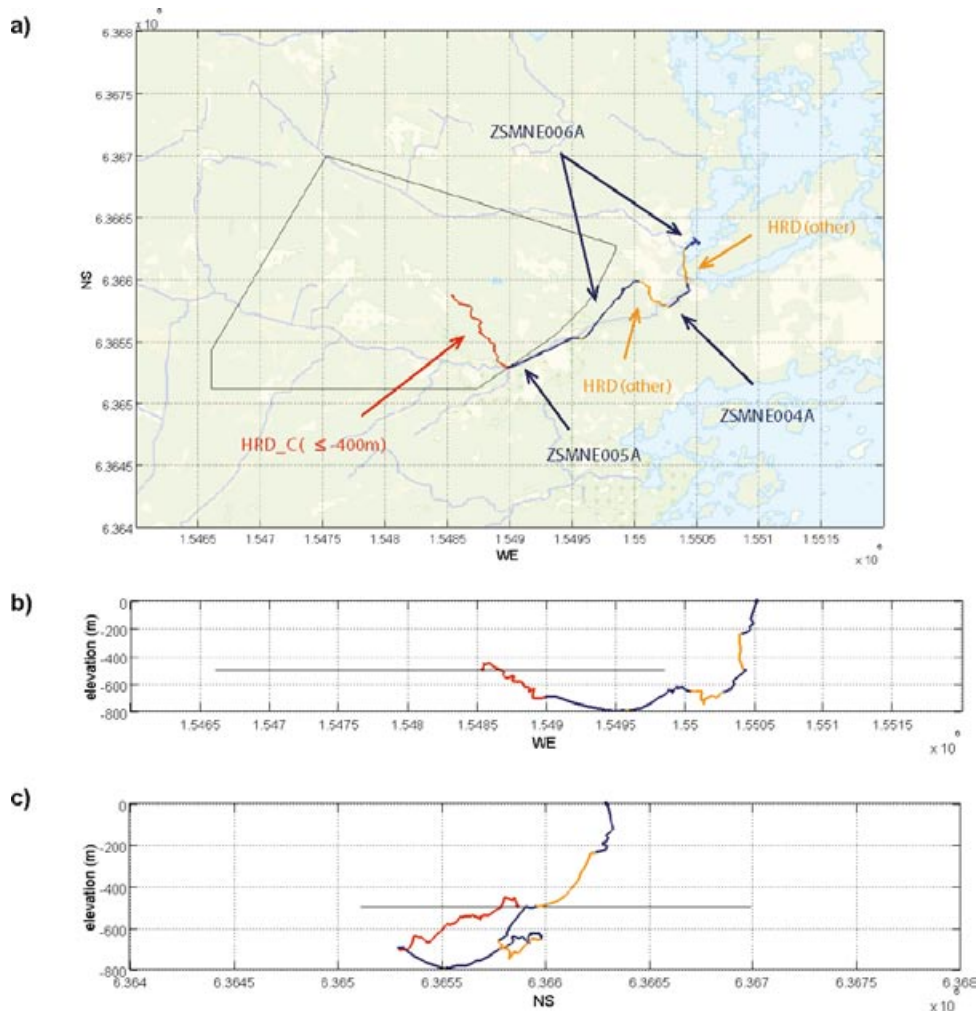 a)
x 10 6
6.368
6.3675
6.367
6.3665
6.366
6.3655
6.365
6.3645
6.364
NS
ZSMNE006A
HRD (other)
HRD (other)
ZSMNE004A
ZSMNE005A
HRD_C ( ≤ -400m)
1.5465 1.547 1.5475 1.548 1.5485 1.549 1.5495 1.55 1.5505 1.551 1.5515
WE
x 10 6
b)
0
-200
-400
-600
-800
elevation (m)
1.5465 1.547 1.5475 1.548 1.5485 1.549 1.5495 1.55 1.5505 1.551 1.5515
WE
x 10 6
c)
0
-200
-400
-600
-800
elevation (m)
6.364 6.3645 6.365 6.3655 6.366 6.3665 6.367 6.3675 6.368
NS
x 10 6